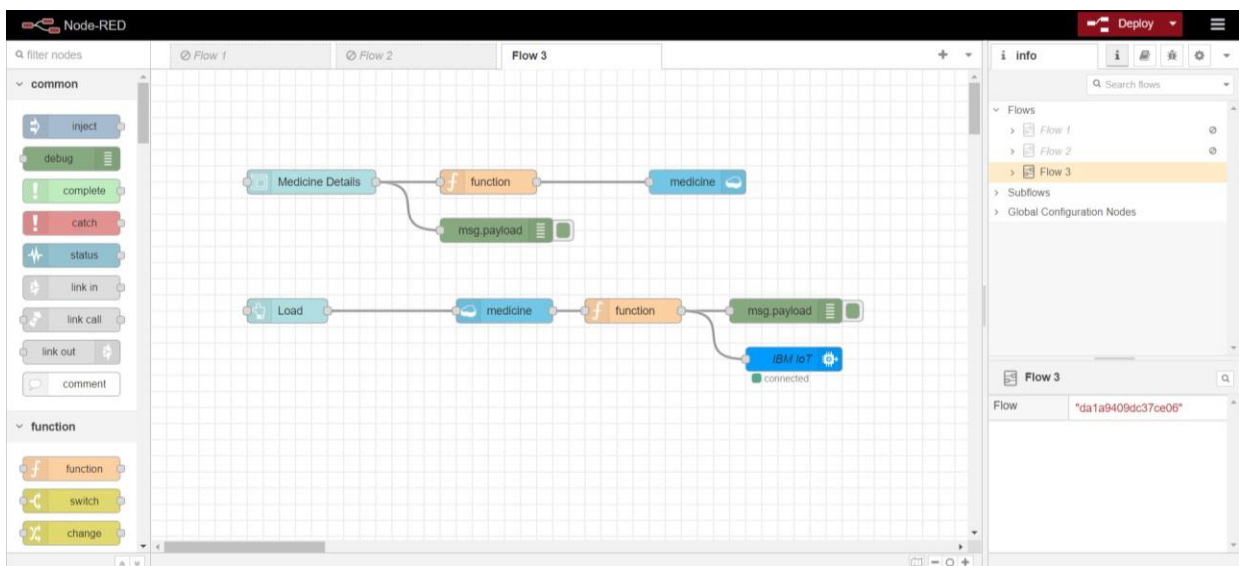 Node-RED
Deploy
filter nodes
Flow 1
Flow 2
Flow 3
i info
i
Search flows
common
inject
debug
complete
catch
status
link in
link call
link out
comment
function
function
switch
change
Medicine Details
function
medicine
msg.payload
Load
medicine
function
msg.payload
IBM IoT
connected
Flows
Flow 1
Flow 2
Flow 3
Subflows
Global Configuration Nodes
Flow 3
Flow "da1a9409dc37ce06"